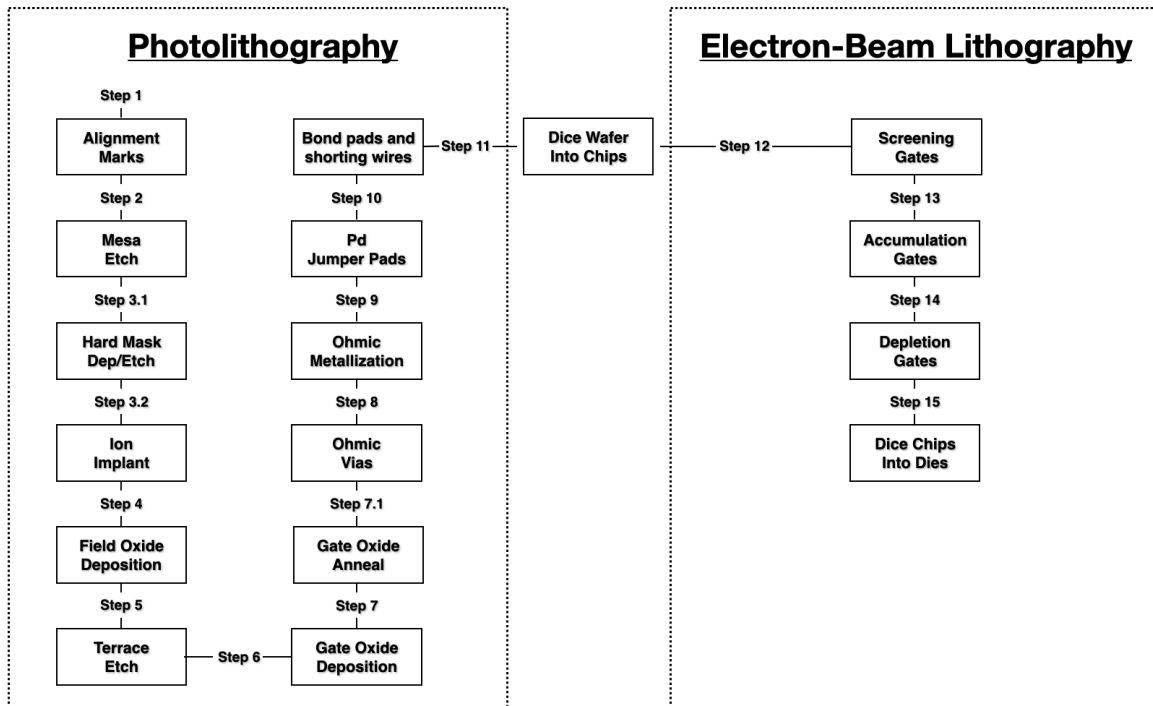 Photolithography
Step 1
Alignment
Marks
Step 2
Mesa
Etch
Step 3.1
Hard Mask
Dep/Etch
Step 3.2
Ion
Implant
Step 4
Field Oxide
Deposition
Step 5
Terrace
Etch
Step 6
Gate Oxide
Deposition
Step 7
Gate Oxide
Anneal
Step 7.1
Ohmic
Vias
Step 8
Ohmic
Metallization
Step 9
Pd
Jumper Pads
Step 10
Bond pads and
shorting wires
Step 11
Dice Wafer
Into Chips
Step 12
Electron-Beam Lithography
Screening
Gates
Step 13
Accumulation
Gates
Step 14
Depletion
Gates
Step 15
Dice Chips
Into Dies